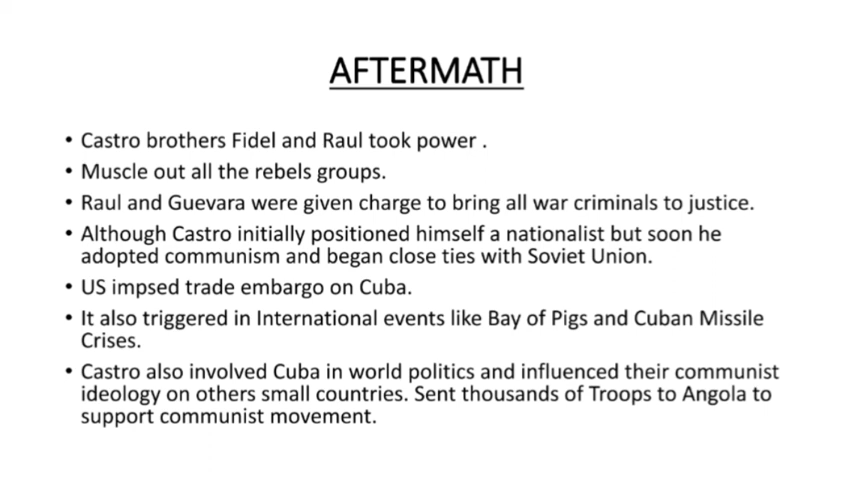 AFTERMATH
• Castro brothers Fidel and Raul took power .
• Muscle out all the rebels groups.
• Raul and Guevara were given charge to bring all war criminals to justice.
• Although Castro initially positioned himself a nationalist but soon he
adopted communism and began close ties with Soviet Union.
• US impsed trade embargo on Cuba.
• It also triggered in International events like Bay of Pigs and Cuban Missile
Crises.
• Castro also involved Cuba in world politics and influenced their communist
ideology on others small countries. Sent thousands of Troops to Angola to
support communist movement.